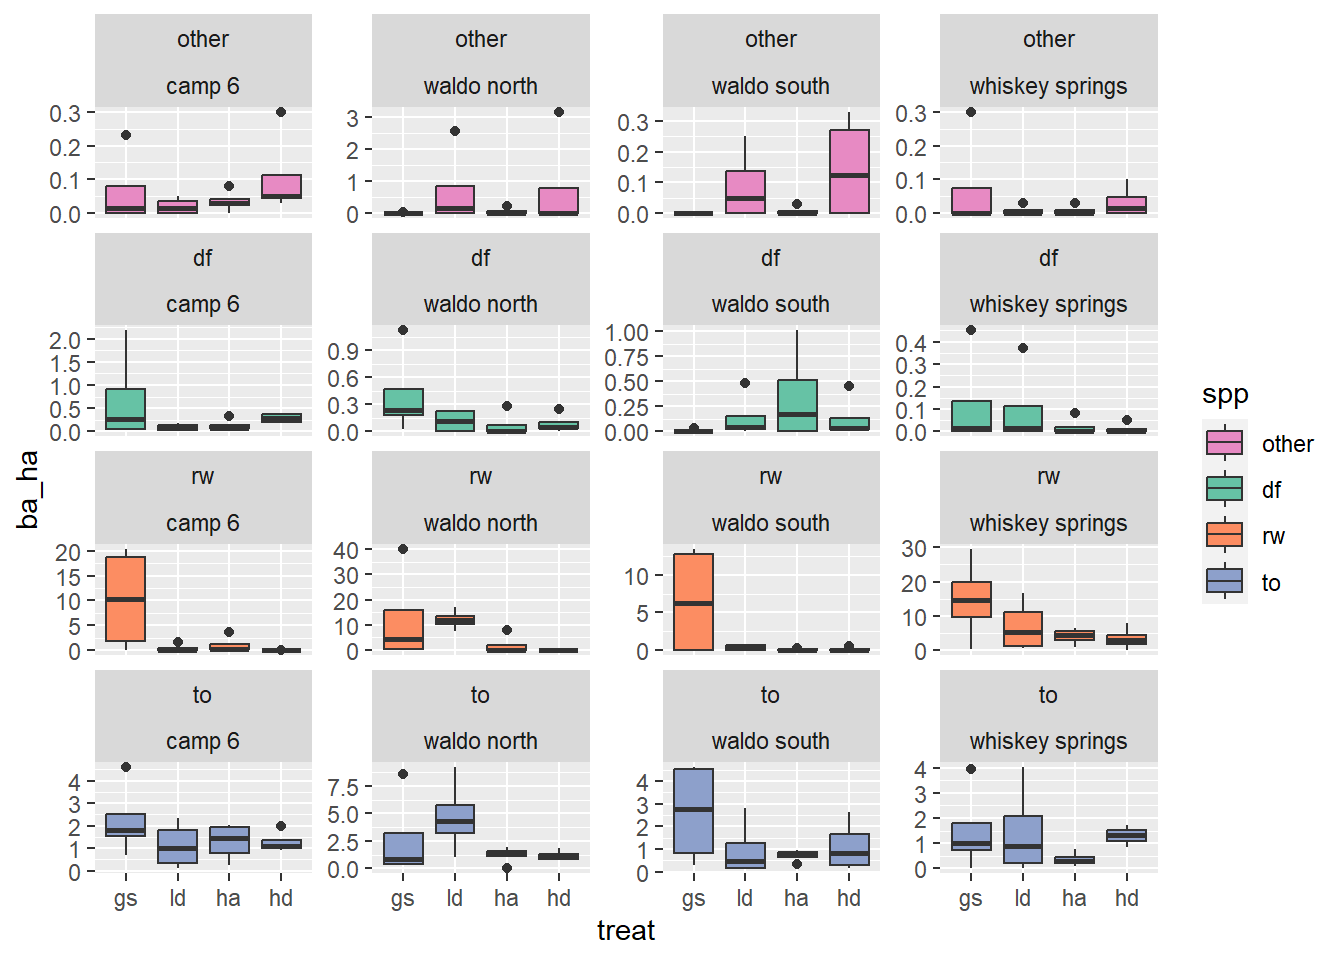 other other other other
camp 6 waldo north waldo south whiskey springs
0.3 3 0.3 0.3
0.2 2 0.2 0.2
0.1 1 0.1 0.1
0.0 0 0.0 0.0
df df df df
camp 6 waldo north waldo south whiskey springs
2.0 0.9 1.00 0.4
1.5 0.6 0.75 0.3
1.0 0.3 0.50 0.2
0.5 0.0 0.25 0.1
0.0 0.00 0.0
rw rw rw rw
camp 6 waldo north waldo south whiskey springs
20 40 10 30
15 30 5 20
10 20 0 10
5 10 0
0 0
to to to to
camp 6 waldo north waldo south whiskey springs
4 7.5 4 4
3 5.0 3 3
2 2.5 2 2
1 0.0 1 1
0 0 0
gs ld ha hd gs ld ha hd gs ld ha hd gs ld ha hd
treat
ba_ha
spp
other
df
rw
to